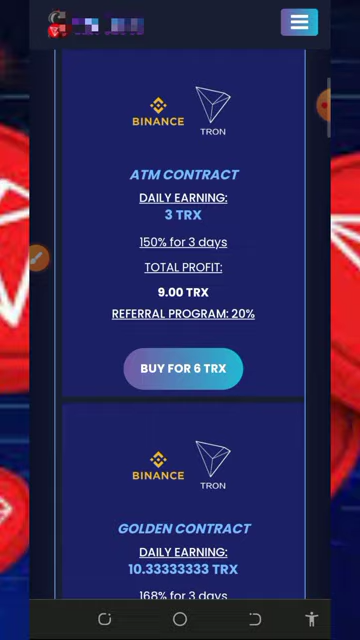 BINANCE
TRON
ATM CONTRACT
DAILY EARNING:
3 TRX
150% for 3 days
TOTAL PROFIT:
9.00 TRX
REFERRAL PROGRAM: 20%
BUY FOR 6 TRX
BINANCE
TRON
GOLDEN CONTRACT
DAILY EARNING:
10.33333333 TRX
168% for 3 days